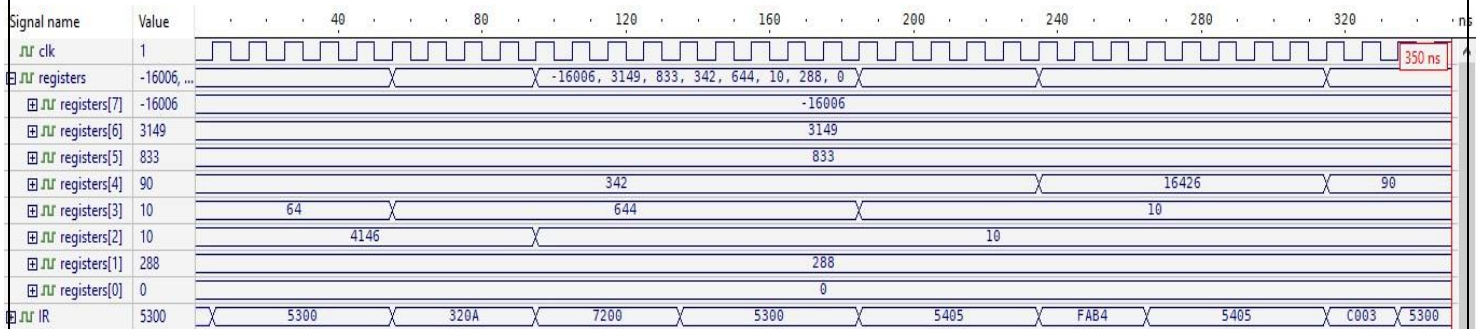 Signal name Value 40 80 120 160 200 240 280 320 ns
clk 1 350 ns
registers -16006, ... -16006, 3149, 833, 342, 644, 10, 288, 0
registers[7] -16006 -16006
registers[6] 3149 3149
registers[5] 833 833
registers[4] 90 342 16426 90
registers[3] 10 64 644 10
registers[2] 10 4146 10
registers[1] 288 288
registers[0] 0 0
IR 5300 5300 320A 7200 5300 5405 FAB4 5405 C003 5300